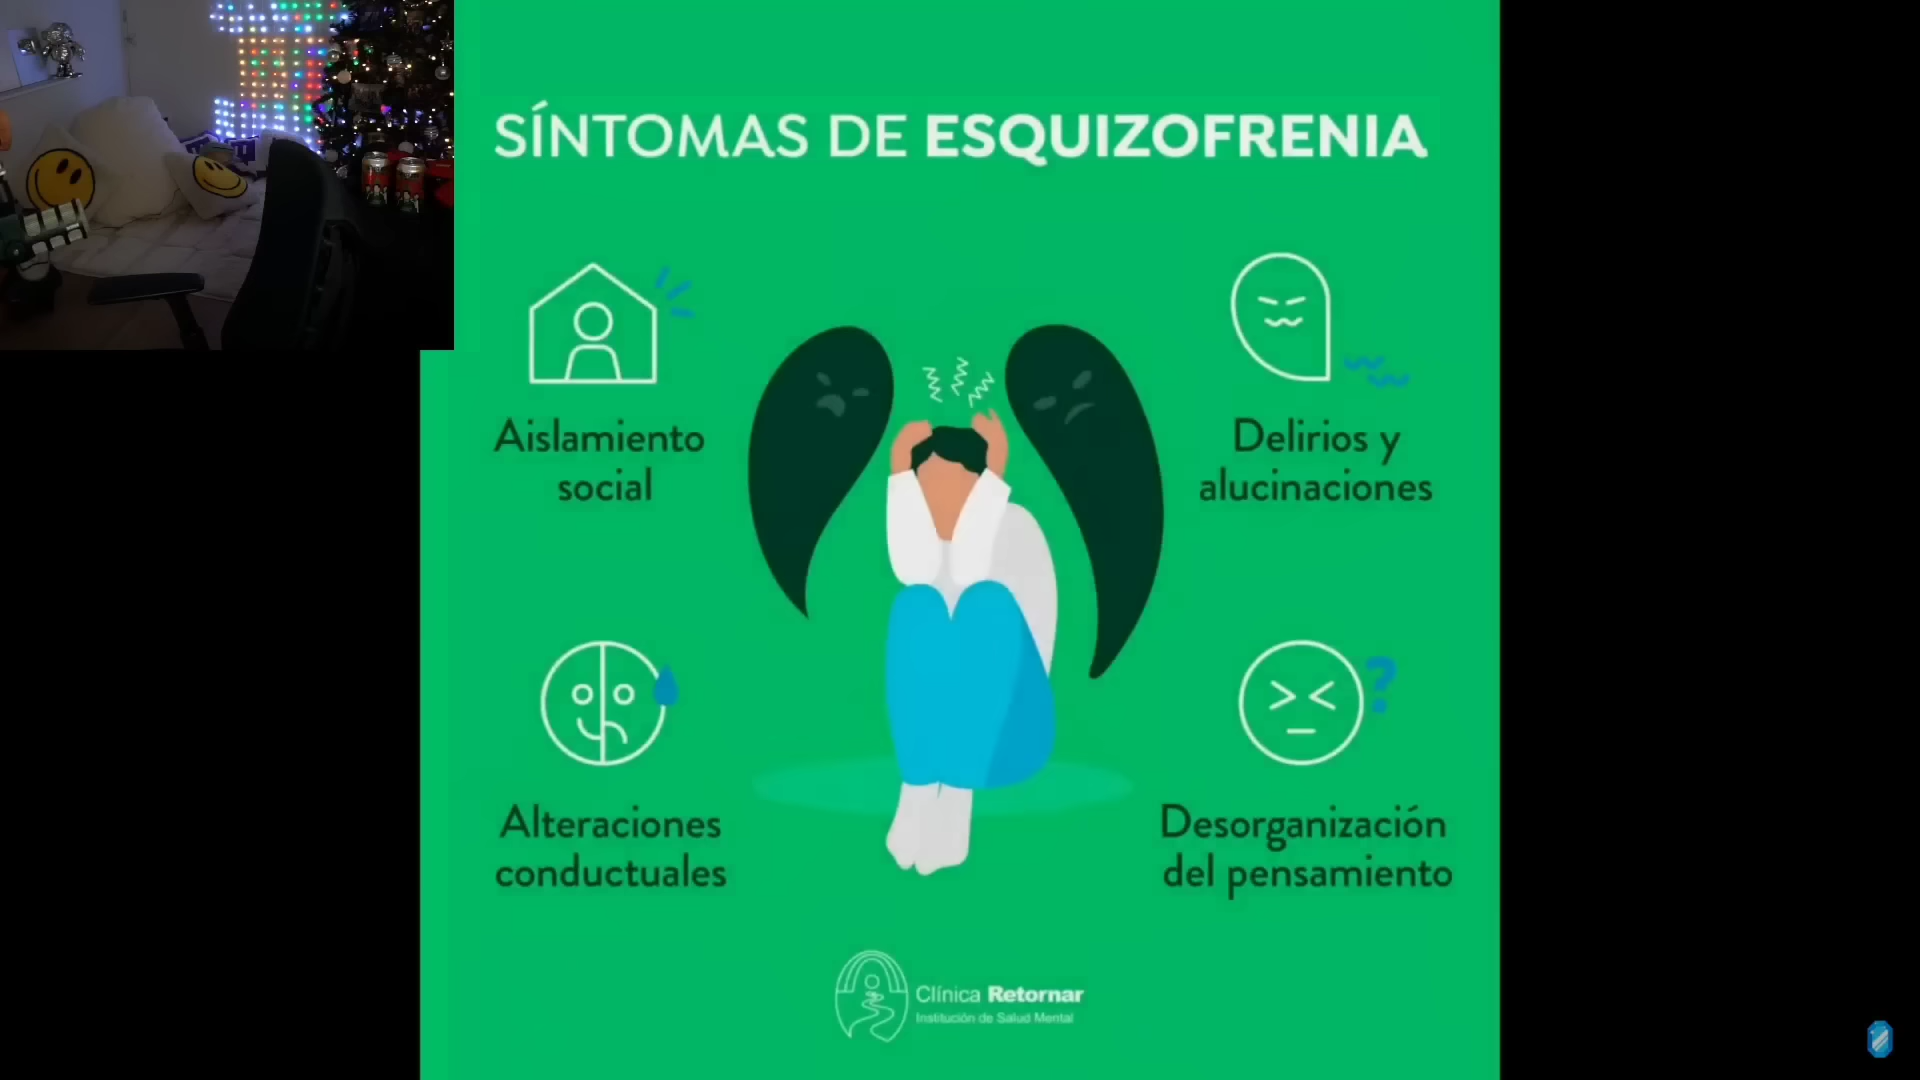 SÍNTOMAS DE ESQUIZOFRENIA
Aislamiento
social
Delirios y
alucinaciones
Alteraciones
conductuales
?
Desorganización
del pensamiento
Clínica Retornar
Institución de Salud Mental